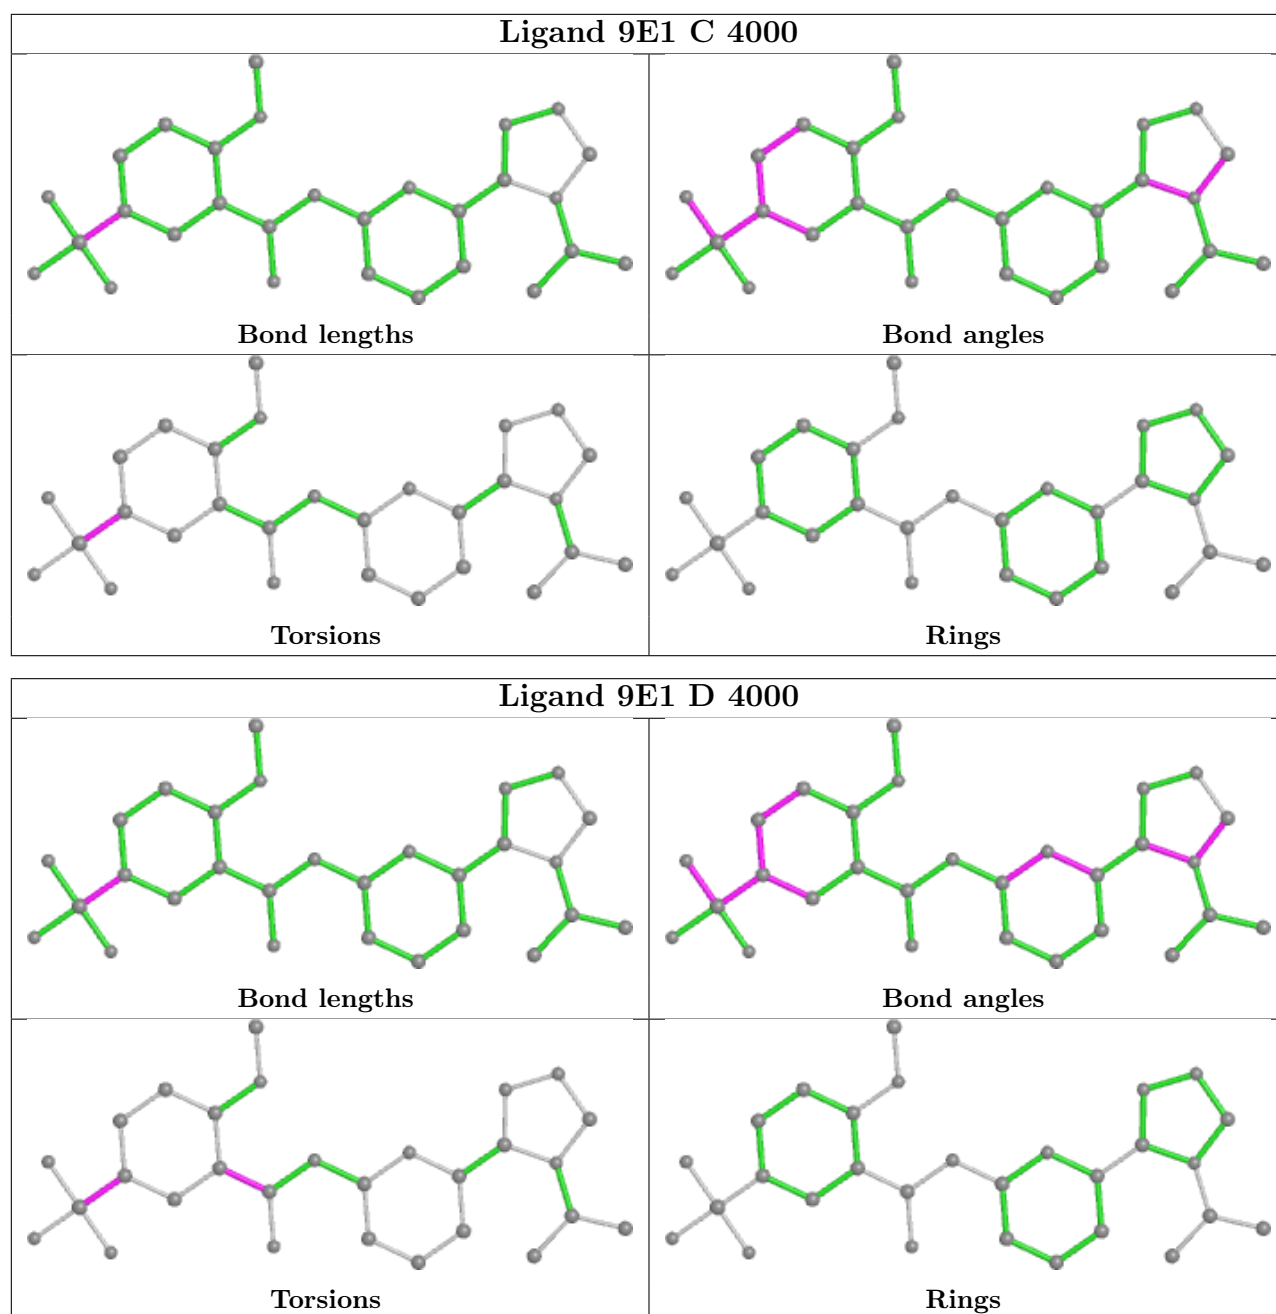 Ligand 9E1 C 4000
Bond lengths
Bond angles
Torsions
Rings
Ligand 9E1 D 4000
Bond lengths
Bond angles
Torsions
Rings